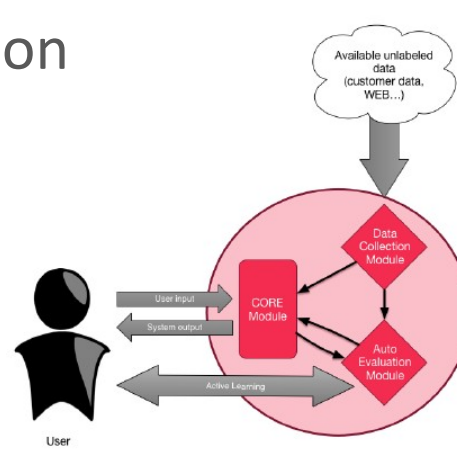 on
Available unlabeled
data
(customer data,
WEB...)
Data
Collection
Module
User input
CORE
Module
System output
Auto
Evaluation
Module
Active Learning
User